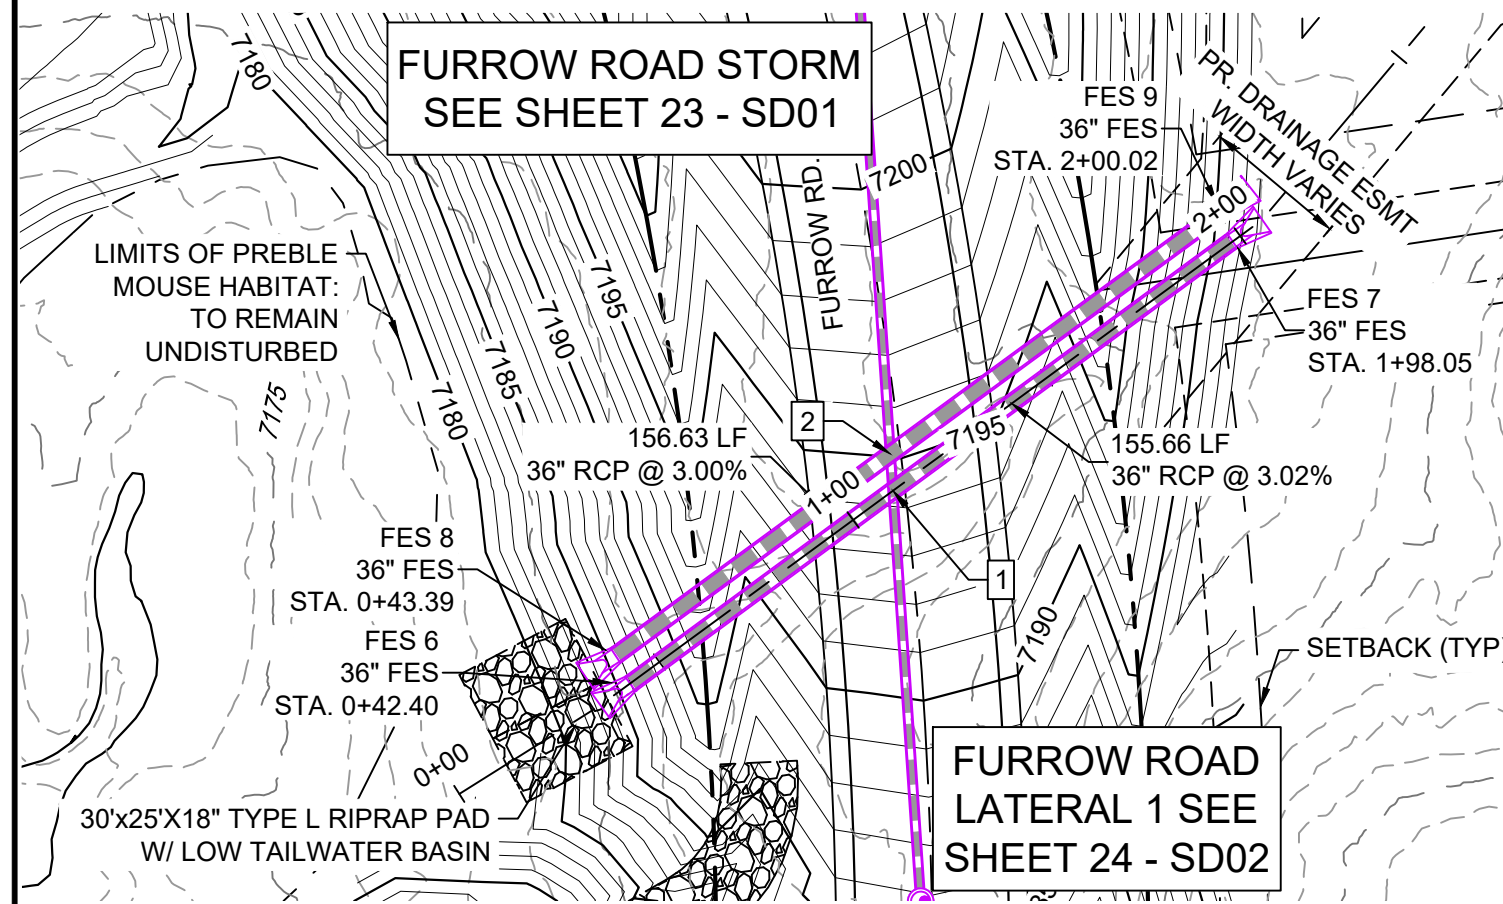 FURROW ROAD STORM
SEE SHEET 23 - SD01
7180
7200
FURROW RD.
FES 9
36" FES
STA. 2+00.02
PR. DRAINAGE ESMT
WIDTH VARIES
2+00
LIMITS OF PREBLE
MOUSE HABITAT:
TO REMAIN
UNDISTURBED
7195
7190
7185
7180
7175
FES 7
36" FES
STA. 1+98.05
2
156.63 LF
36" RCP @ 3.00%
7195
155.66 LF
36" RCP @ 3.02%
1+00
1
FES 8
36" FES
STA. 0+43.39
FES 6
36" FES
STA. 0+42.40
7190
SETBACK (TYP)
0+00
30'x25'X18" TYPE L RIPRAP PAD
W/ LOW TAILWATER BASIN
FURROW ROAD
LATERAL 1 SEE
SHEET 24 - SD02